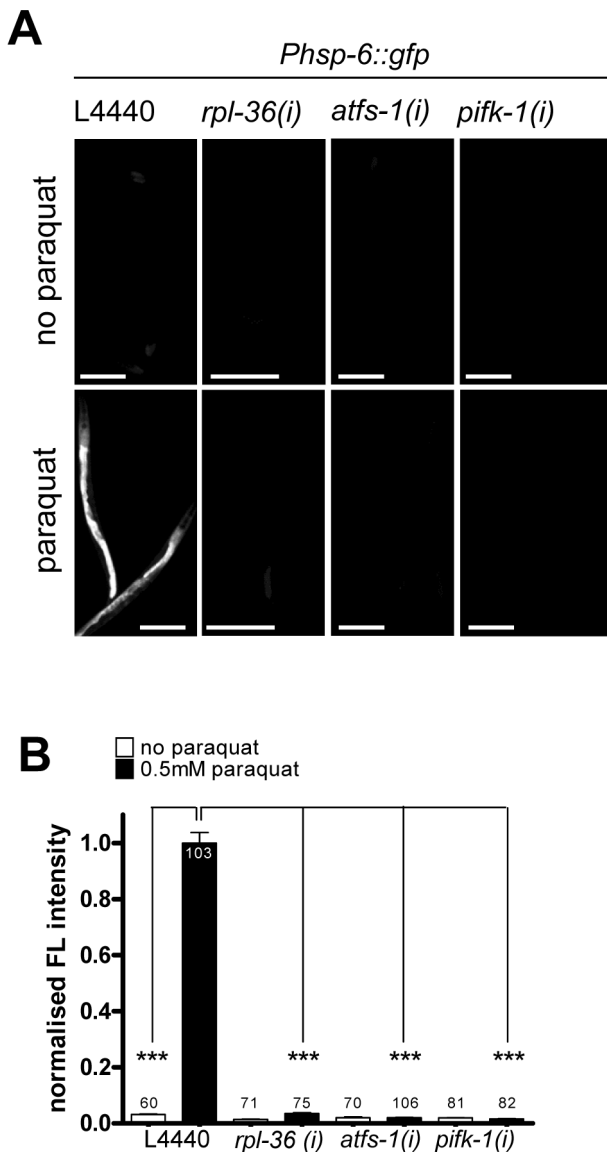 A
Phsp-6::gfp
L4440 rpl-36(i) atfs-1(i) pifk-1(i)
no paraquat
paraquat
B
no paraquat
0.5mM paraquat
normalised FL intensity
1.0
0.8
0.6
0.4
0.2
0.0
103
*** *** *** ***
60 71 75 70 106 81 82
L4440 rpl-36 (i) atfs-1(i) pifk-1(i)